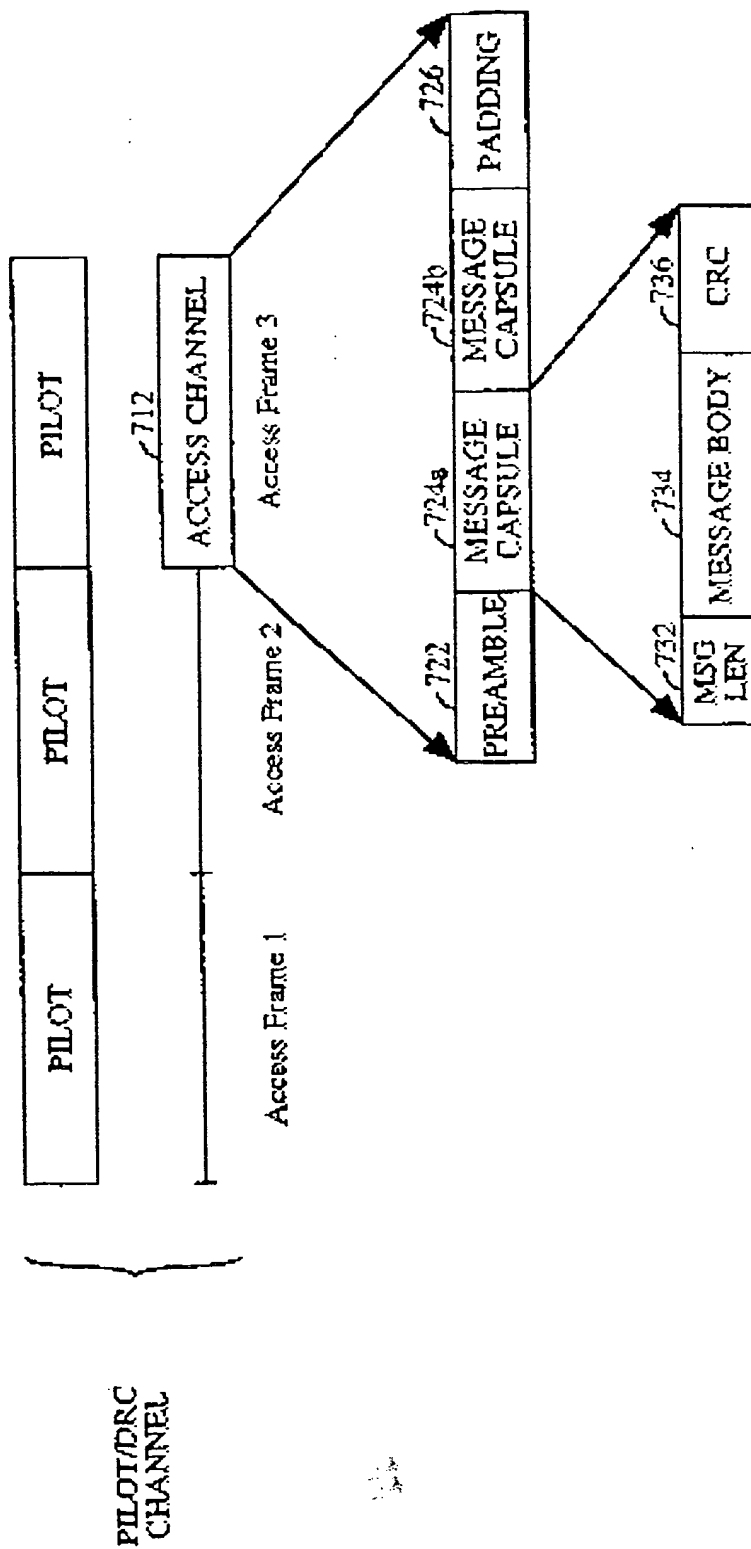 PILOT/DRC
CHANNEL
PILOT PILOT PILOT
712
ACCESS CHANNEL
Access Frame 1 Access Frame 2 Access Frame 3
722 724a 724b 726
PREAMBLE
MESSAGE
CAPSULE
MESSAGE
CAPSULE
PADDING
732 734 736
MSG
LEN
MESSAGE BODY
CRC